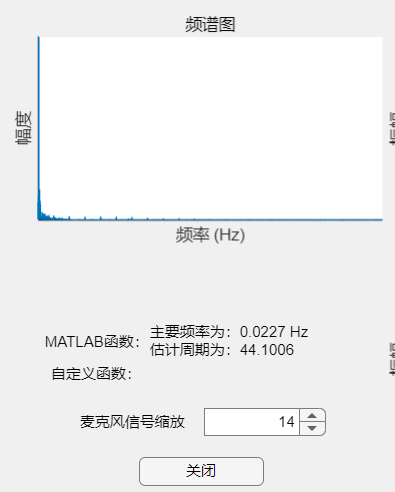 频谱图
幅度
频率 (Hz)
MATLAB函数:
主要频率为：0.0227 Hz
估计周期为：44.1006
自定义函数:
麦克风信号缩放
14
关闭